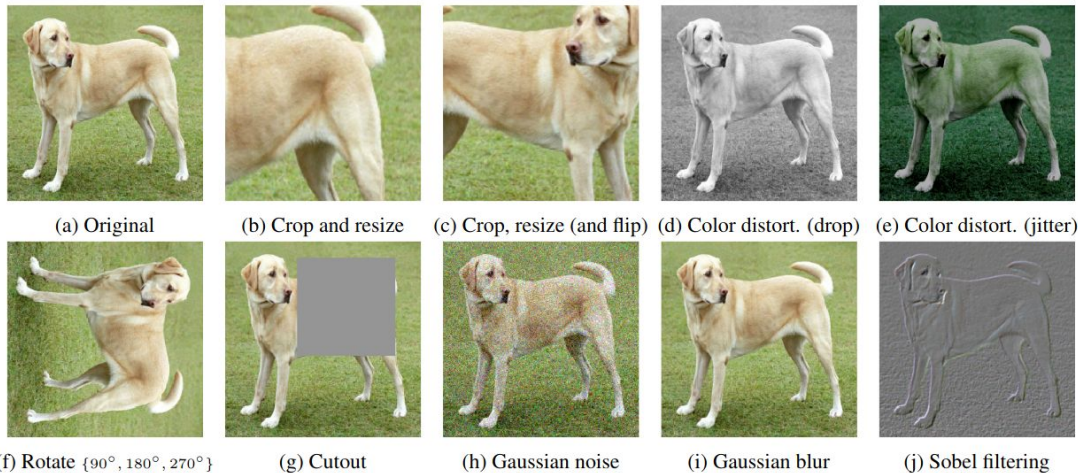 (a) Original (b) Crop and resize (c) Crop, resize (and flip) (d) Color distort. (drop) (e) Color distort. (jitter)
(f) Rotate {90°, 180°, 270°} (g) Cutout (h) Gaussian noise (i) Gaussian blur (j) Sobel filtering